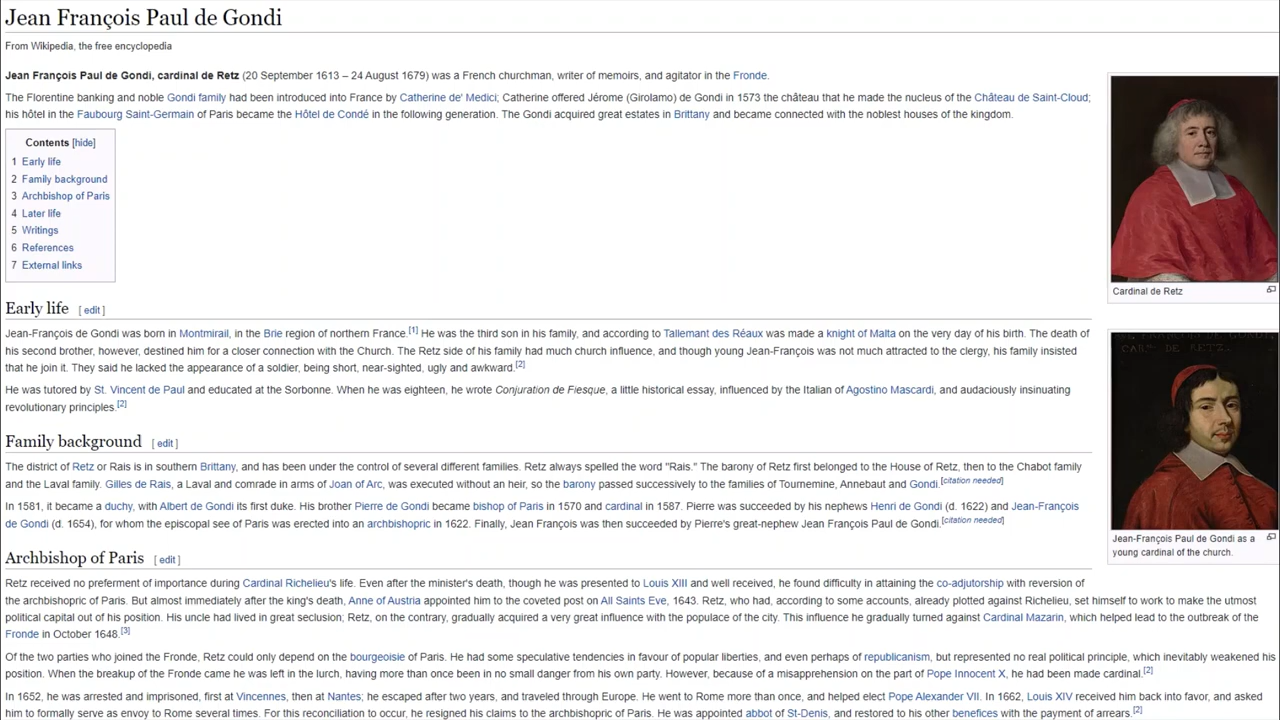 Jean François Paul de Gondi
From Wikipedia, the free encyclopedia
Jean François Paul de Gondi, cardinal de Retz (20 September 1613 – 24 August 1679) was a French churchman, writer of memoirs, and agitator in the Fronde.
The Florentine banking and noble Gondi family had been introduced into France by Catherine de' Medici; Catherine offered Jérome (Girolamo) de Gondi in 1573 the château that he made the nucleus of the Château de Saint-Cloud;
his hôtel in the Faubourg Saint-Germain of Paris became the Hôtel de Condé in the following generation. The Gondi acquired great estates in Brittany and became connected with the noblest houses of the kingdom.
Contents [hide]
1 Early life
2 Family background
3 Archbishop of Paris
4 Later life
5 Writings
6 References
7 External links
Cardinal de Retz
Early life [ edit ]
Jean-François de Gondi was born in Montmirail, in the Brie region of northern France.[1] He was the third son in his family, and according to Tallemant des Réaux was made a knight of Malta on the very day of his birth. The death of
his second brother, however, destined him for a closer connection with the Church. The Retz side of his family had much church influence, and though young Jean-François was not much attracted to the clergy, his family insisted
that he join it. They said he lacked the appearance of a soldier, being short, near-sighted, ugly and awkward.[2]
He was tutored by St. Vincent de Paul and educated at the Sorbonne. When he was eighteen, he wrote Conjuration de Fiesque, a little historical essay, influenced by the Italian of Agostino Mascardi, and audaciously insinuating
revolutionary principles.[2]
CAR. DE RETZ.
Jean-François Paul de Gondi as a
young cardinal of the church.
Family background [ edit ]
The district of Retz or Rais is in southern Brittany, and has been under the control of several different families. Retz always spelled the word "Rais." The barony of Retz first belonged to the House of Retz, then to the Chabot family
and the Laval family. Gilles de Rais, a Laval and comrade in arms of Joan of Arc, was executed without an heir, so the barony passed successively to the families of Tournemine, Annebaut and Gondi.[citation needed]
In 1581, it became a duchy, with Albert de Gondi its first duke. His brother Pierre de Gondi became bishop of Paris in 1570 and cardinal in 1587. Pierre was succeeded by his nephews Henri de Gondi (d. 1622) and Jean-François
de Gondi (d. 1654), for whom the episcopal see of Paris was erected into an archbishopric in 1622. Finally, Jean François was then succeeded by Pierre's great-nephew Jean François Paul de Gondi.[citation needed]
Archbishop of Paris [ edit ]
Retz received no preferment of importance during Cardinal Richelieu's life. Even after the minister's death, though he was presented to Louis XIII and well received, he found difficulty in attaining the co-adjutorship with reversion of
the archbishopric of Paris. But almost immediately after the king's death, Anne of Austria appointed him to the coveted post on All Saints Eve, 1643. Retz, who had, according to some accounts, already plotted against Richelieu, set himself to work to make the utmost
political capital out of his position. His uncle had lived in great seclusion; Retz, on the contrary, gradually acquired a very great influence with the populace of the city. This influence he gradually turned against Cardinal Mazarin, which helped lead to the outbreak of the
Fronde in October 1648.[3]
Of the two parties who joined the Fronde, Retz could only depend on the bourgeoisie of Paris. He had some speculative tendencies in favour of popular liberties, and even perhaps of republicanism, but represented no real political principle, which inevitably weakened his
position. When the breakup of the Fronde came he was left in the lurch, having more than once been in no small danger from his own party. However, because of a misapprehension on the part of Pope Innocent X, he had been made cardinal.[2]
In 1652, he was arrested and imprisoned, first at Vincennes, then at Nantes; he escaped after two years, and traveled through Europe. He went to Rome more than once, and helped elect Pope Alexander VII. In 1662, Louis XIV received him back into favor, and asked
him to formally serve as envoy to Rome several times. For this reconciliation to occur, he resigned his claims to the archbishopric of Paris. He was appointed abbot of St-Denis, and restored to his other benefices with the payment of arrears.[2]